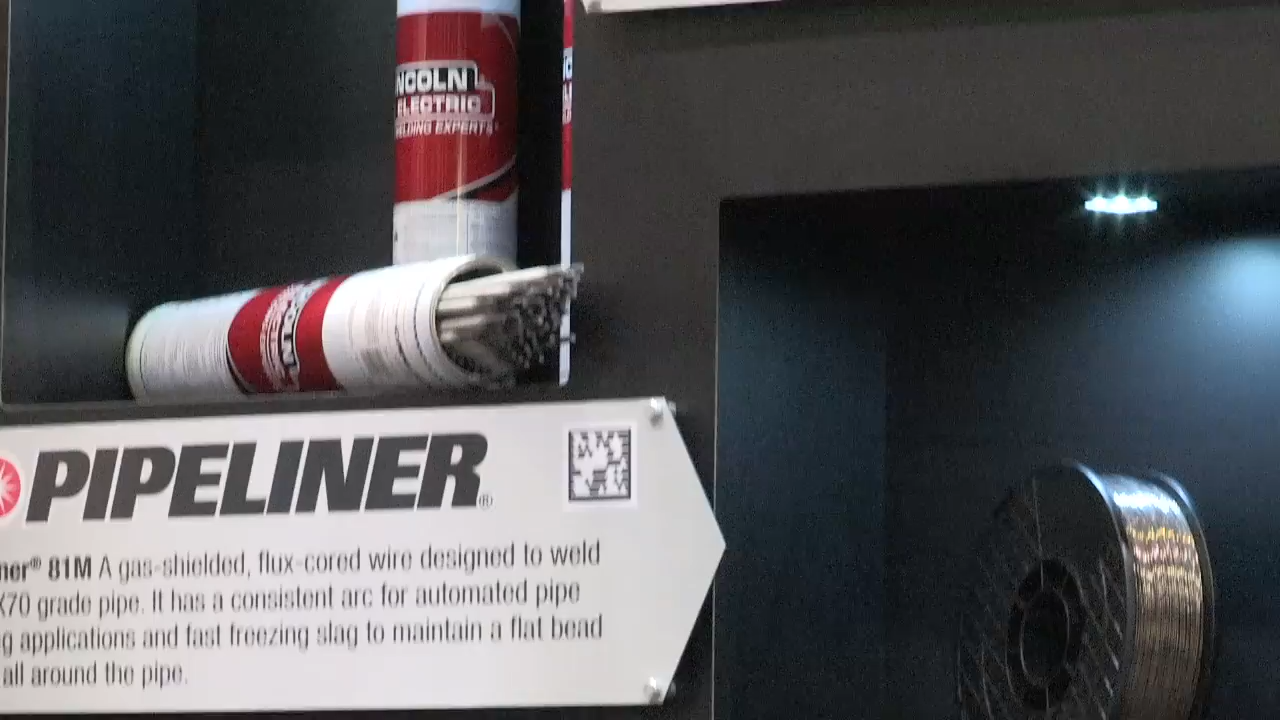 NCOLN
ELECTRIC
WELDING EXPERTS
PIPELINER®
ner® 81M A gas-shielded, flux-cored wire designed to weld
X70 grade pipe. It has a consistent arc for automated pipe
g applications and fast freezing slag to maintain a flat bead
all around the pipe.